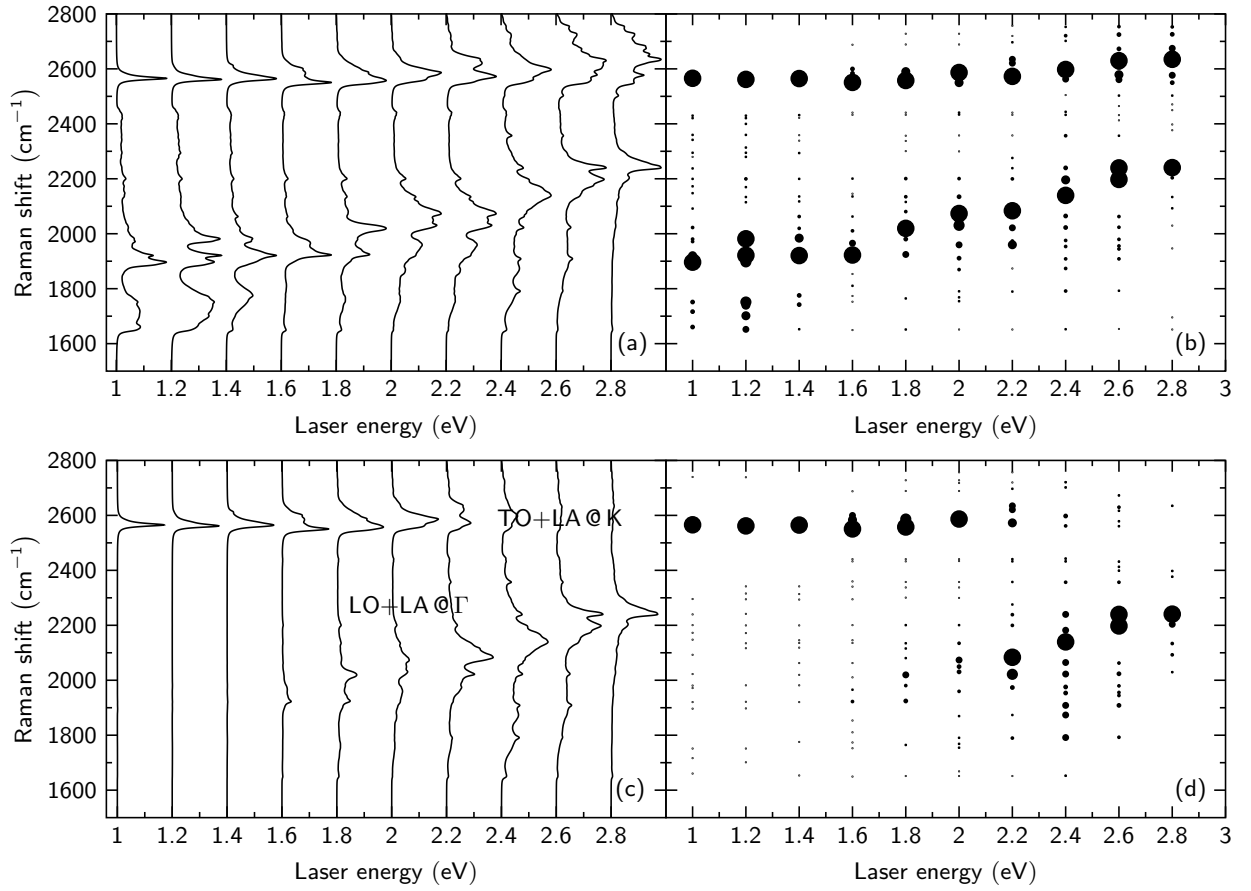 2800
2600
2400
2200
2000
1800
1600
Raman shift (cm⁻¹)
(a)
(b)
1 1.2 1.4 1.6 1.8 2 2.2 2.4 2.6 2.8 1 1.2 1.4 1.6 1.8 2 2.2 2.4 2.6 2.8 3
Laser energy (eV) Laser energy (eV)
2800
2600
2400
2200
2000
1800
1600
Raman shift (cm⁻¹)
TO+LA@K
LO+LA@Γ
(c)
(d)
1 1.2 1.4 1.6 1.8 2 2.2 2.4 2.6 2.8 1 1.2 1.4 1.6 1.8 2 2.2 2.4 2.6 2.8 3
Laser energy (eV) Laser energy (eV)